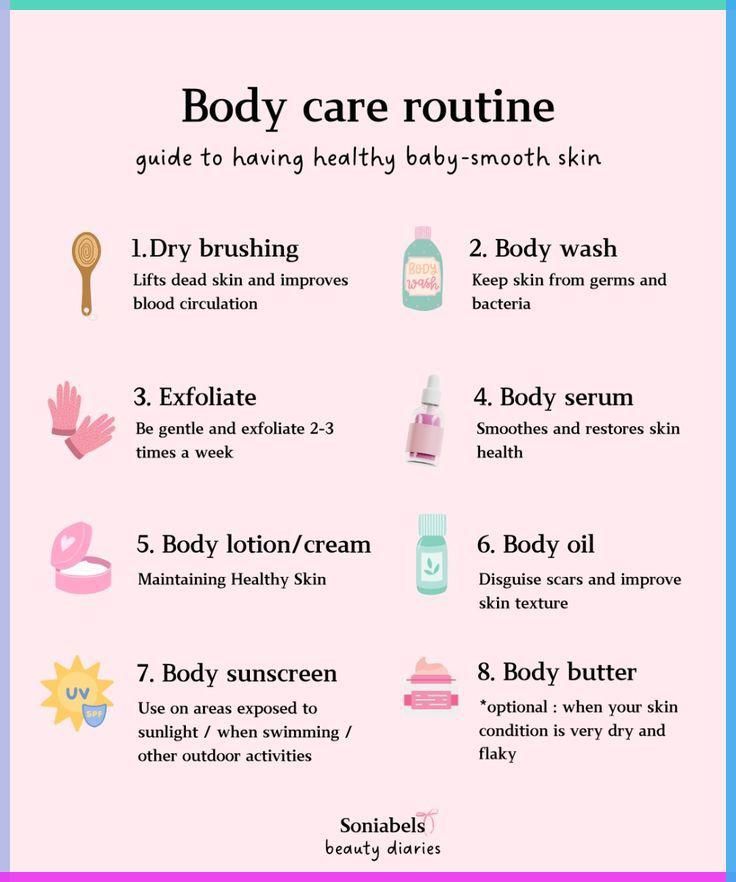 Body care routine
guide to having healthy baby-smooth skin
1.Dry brushing
Lifts dead skin and improves
blood circulation
2. Body wash
Keep skin from germs and
bacteria
BODY
wash
3. Exfoliate
Be gentle and exfoliate 2-3
times a week
4. Body serum
Smoothes and restores skin
health
5. Body lotion/cream
Maintaining Healthy Skin
6. Body oil
Disguise scars and improve
skin texture
7. Body sunscreen
Use on areas exposed to
sunlight / when swimming /
other outdoor activities
UV
SPF
8. Body butter
*optional : when your skin
condition is very dry and
flaky
Soniabels
beauty diaries